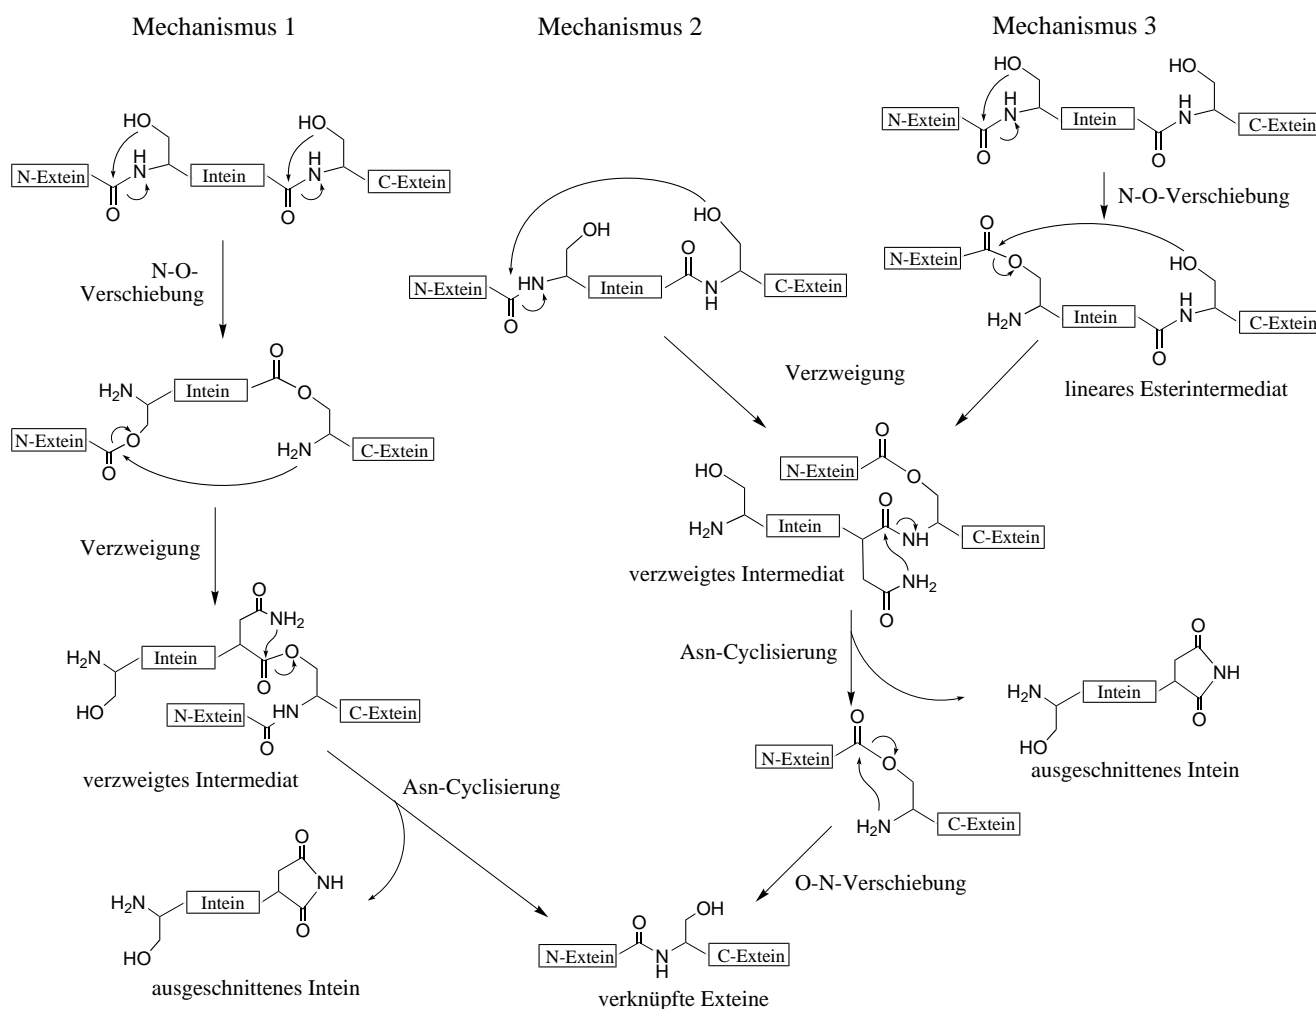 Mechanismus 1
Mechanismus 2
Mechanismus 3
HO
HO
N-Extein
H
N
Intein
H
N
C-Extein
O
O
N-O-
Verschiebung
O
H2N
Intein
O
N-Extein
O
H2N
C-Extein
O
Verzweigung
O
NH2
H2N
Intein
O
O
HO
N-Extein
HN
C-Extein
O
verzweigtes Intermediat
Asn-Cyclisierung
O
H2N
Intein
NH
O
HO
ausgeschnittenes Intein
HO
OH
O
N-Extein
HN
Intein
N
H
C-Extein
O
Verzweigung
HO
HO
N-Extein
H
N
Intein
H
N
C-Extein
O
O
N-O-Verschiebung
O
N-Extein
O
HO
H2N
Intein
H
N
C-Extein
O
lineares Esterintermediat
O
HO
N-Extein
O
O
H2N
Intein
NH
C-Extein
verzweigtes Intermediat
NH2
O
Asn-Cyclisierung
O
H2N
Intein
NH
O
HO
ausgeschnittenes Intein
O
N-Extein
O
H2N
C-Extein
O-N-Verschiebung
OH
O
N-Extein
N
H
C-Extein
verknüpfte Exteine